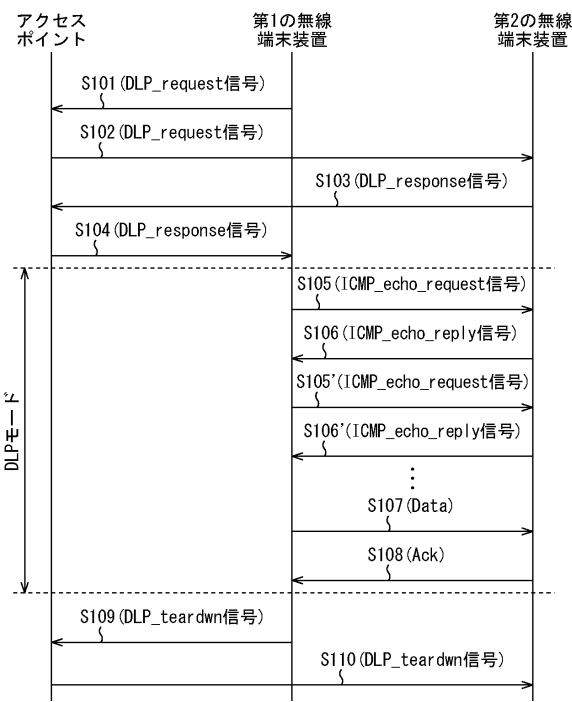 アクセス
ポイント
第1の無線
端末装置
第2の無線
端末装置
S101(DLP_request信号)
S102(DLP_request信号)
S103(DLP_response信号)
S104(DLP_response信号)
S105(ICMP_echo_request信号)
S106(ICMP_echo_reply信号)
S105'(ICMP_echo_request信号)
S106'(ICMP_echo_reply信号)
DLPモード
S107(Data)
S108(Ack)
S109(DLP_teardwn信号)
S110(DLP_teardwn信号)